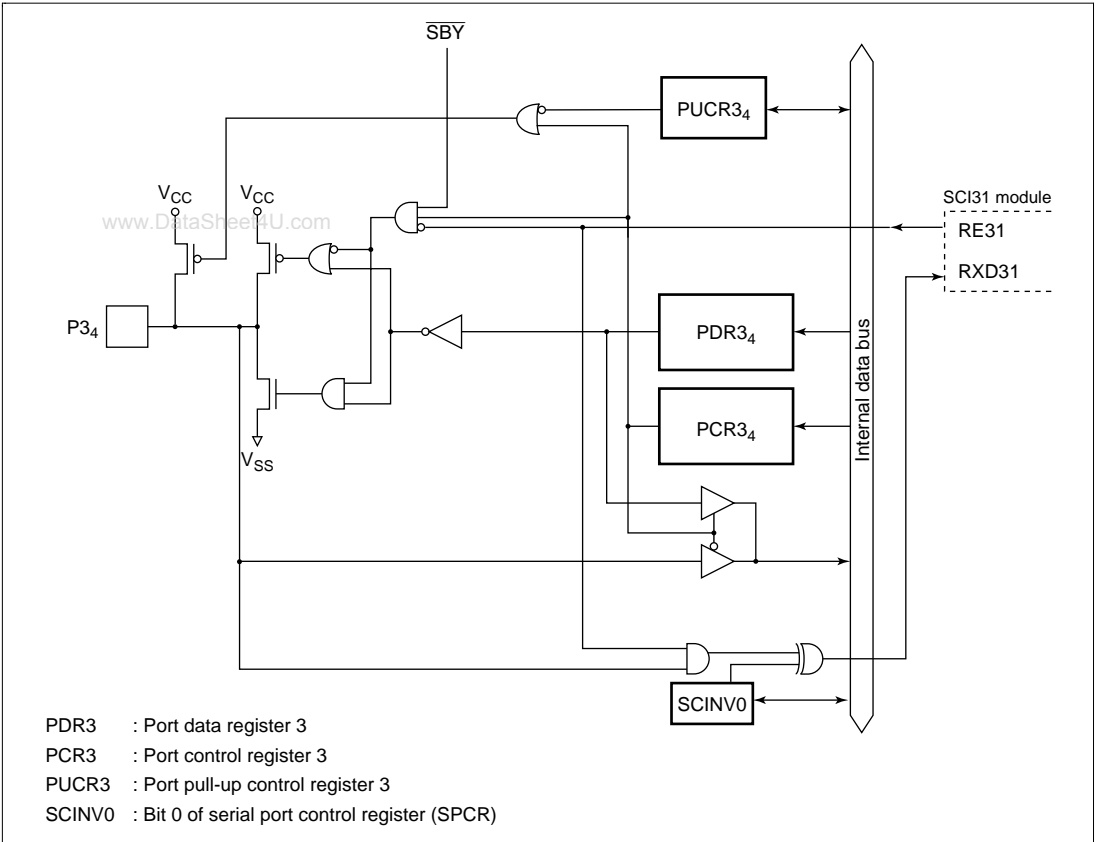 SBY
PUCR3₄
V_CC V_CC
www.DataSheet4U.com
SCI31 module
RE31
RXD31
P3₄
PDR3₄
PCR3₄
Internal data bus
V_SS
SCINV0
PDR3 : Port data register 3
PCR3 : Port control register 3
PUCR3 : Port pull-up control register 3
SCINV0 : Bit 0 of serial port control register (SPCR)